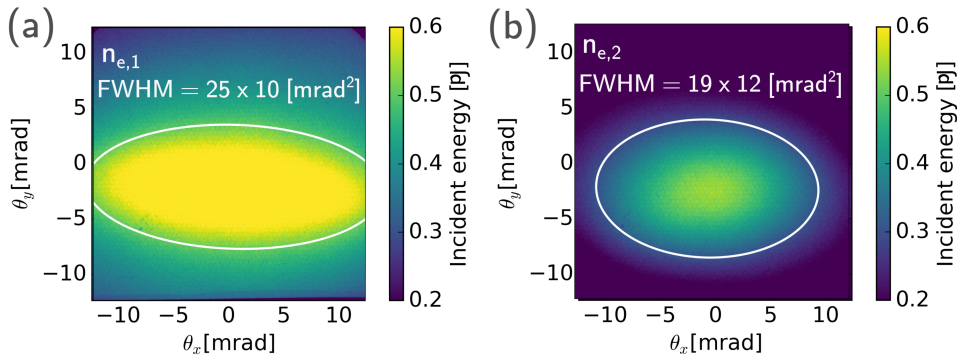 (a)
n_e,1
FWHM = 25 x 10 [mrad²]
10
5
0
−5
−10
θ_y[mrad]
−10
−5
0
5
10
θ_x[mrad]
0.6
0.5
0.4
0.3
0.2
Incident energy [pJ]
(b)
n_e,2
FWHM = 19 x 12 [mrad²]
10
5
0
−5
−10
θ_y[mrad]
−10
−5
0
5
10
θ_x[mrad]
0.6
0.5
0.4
0.3
0.2
Incident energy [pJ]